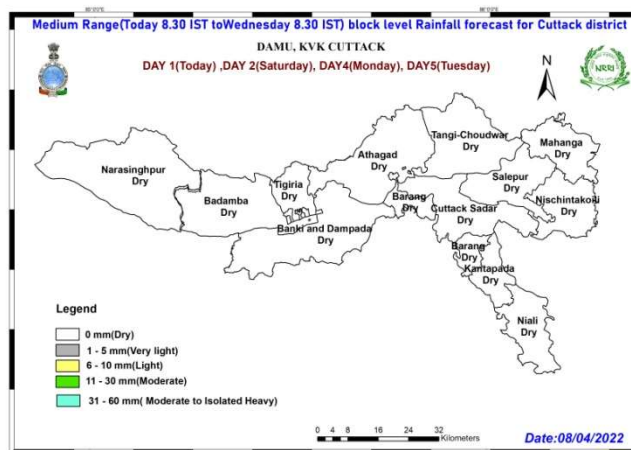 Medium Range(Today 8.30 IST toWednesday 8.30 IST) block level Rainfall forecast for Cuttack district
DAMU, KVK CUTTACK
DAY 1(Today) ,DAY 2(Saturday), DAY4(Monday), DAY5(Tuesday)
N
NRRI
Narasinghpur
Dry
Badamba
Dry
Tigiria
Dry
Banki and Dampada
Dry
Athagad
Dry
Tangi-Choudwar
Dry
Mahanga
Dry
Salepur
Dry
Nischintakoili
Dry
Barang
Dry
Cuttack Sadar
Dry
Barang
Dry
Kantapada
Dry
Niali
Dry
Legend
0 mm(Dry)
1 - 5 mm(Very light)
6 - 10 mm(Light)
11 - 30 mm(Moderate)
31 - 60 mm( Moderate to Isolated Heavy)
0 4 8 16 24 32
Kilometers
Date:08/04/2022